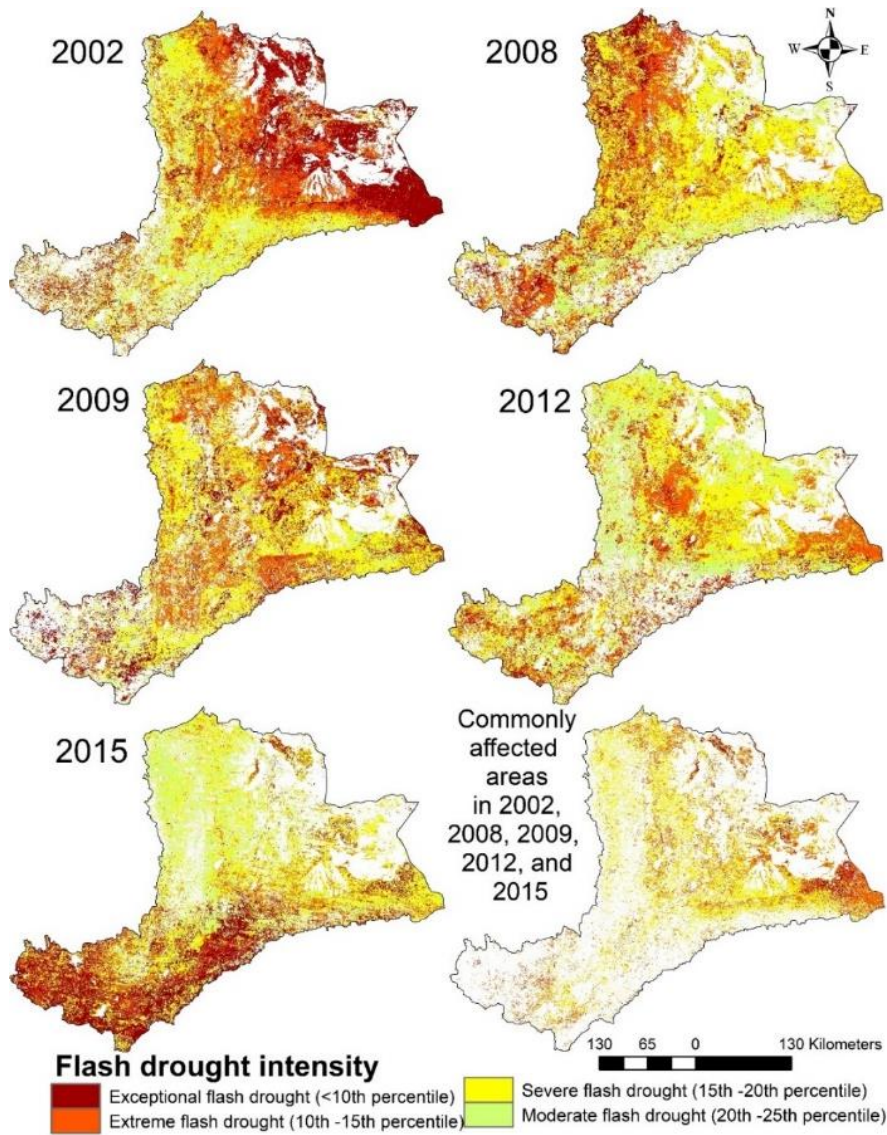 2002
2008
N
W E
S
2009
2012
2015
Commonly
affected
areas
in 2002,
2008, 2009,
2012, and
2015
130 65 0 130 Kilometers
Flash drought intensity
Exceptional flash drought (<10th percentile)
Extreme flash drought (10th -15th percentile)
Severe flash drought (15th -20th percentile)
Moderate flash drought (20th -25th percentile)